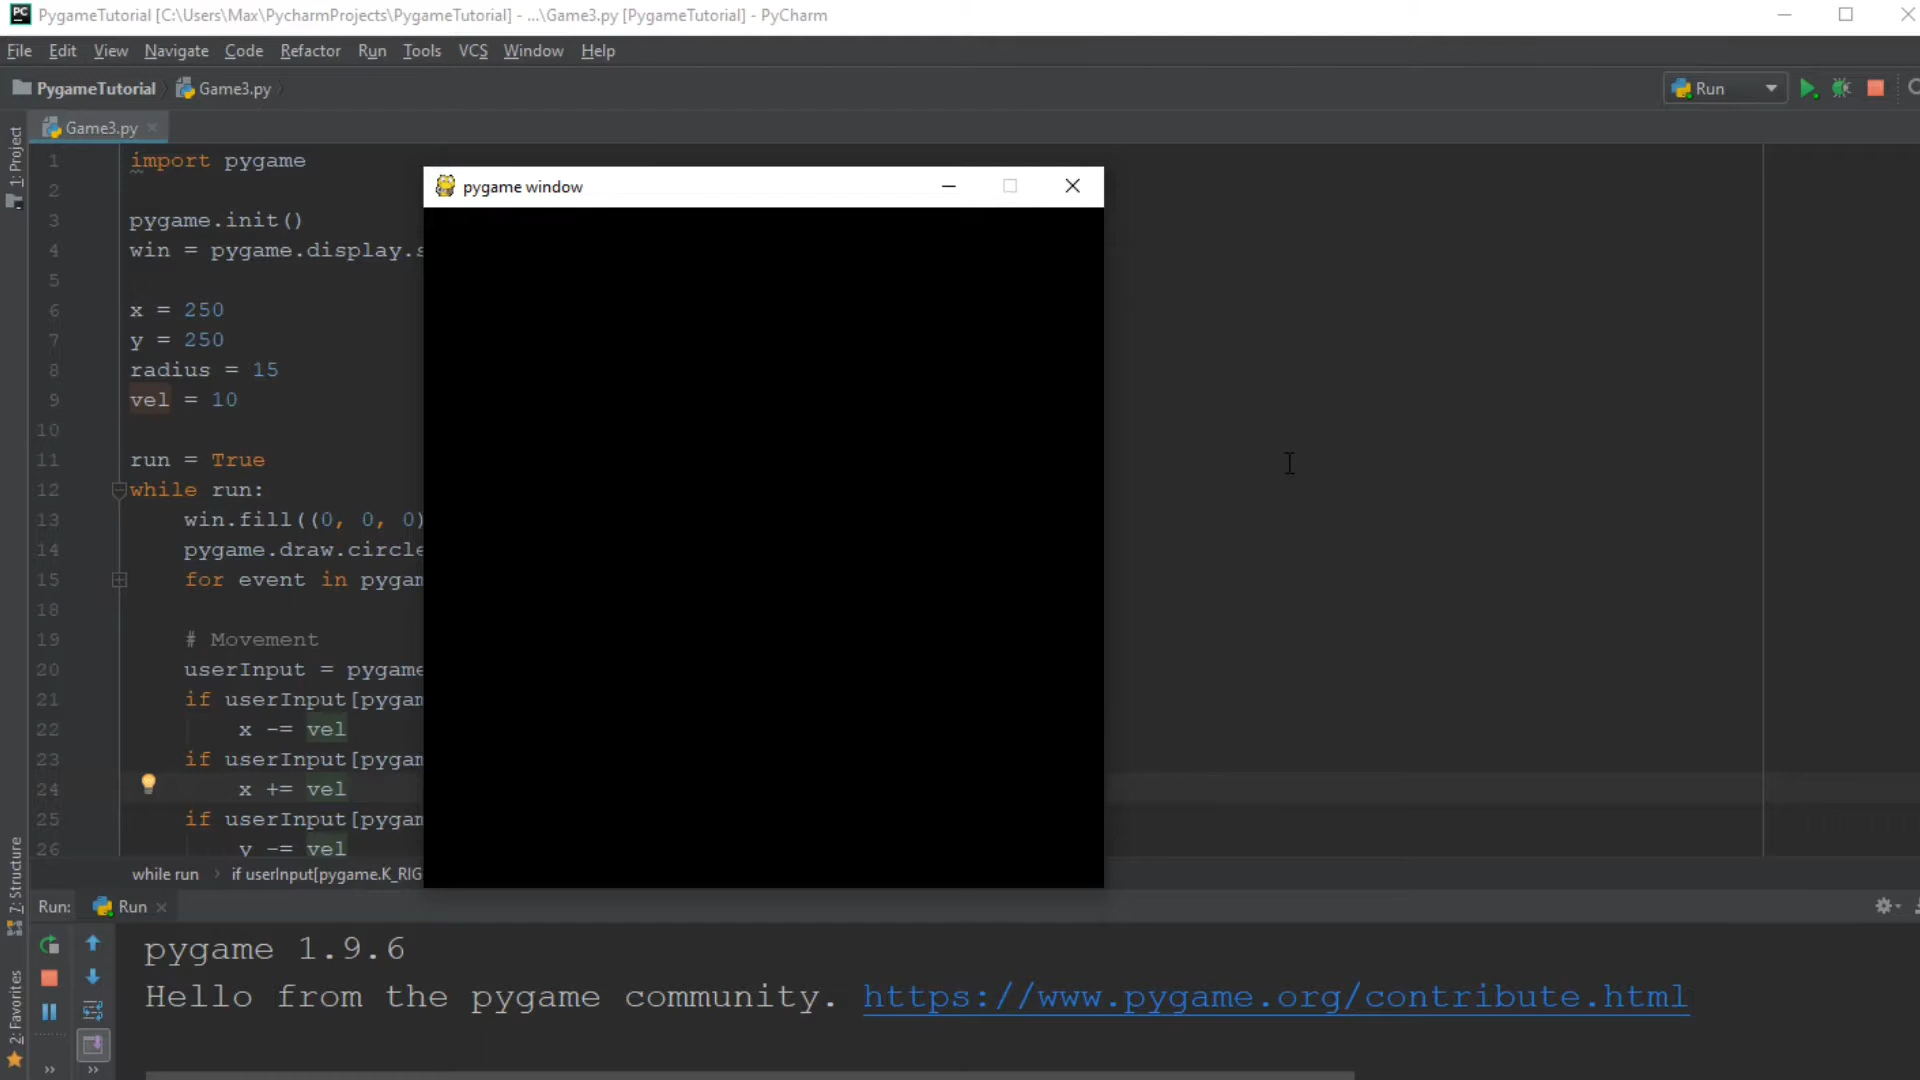 PygameTutorial [C:\Users\Max\PycharmProjects\PygameTutorial] - ...\Game3.py [PygameTutorial] - PyCharm
File Edit View Navigate Code Refactor Run Tools VCS Window Help
PygameTutorial Game3.py Run
Game3.py
1: Project
1 import pygame
pygame window
2
3 pygame.init()
4 win = pygame.display.s
5
6 x = 250
7 y = 250
8 radius = 15
9 vel = 10
10
11 run = True
12 while run:
13 win.fill((0, 0, 0)
14 pygame.draw.circle
15 for event in pygam
18
19 # Movement
20 userInput = pygame
21 if userInput[pygam
22 x -= vel
23 if userInput[pygam
24 x += vel
25 if userInput[pygam
26 y -= vel
7: Structure
while run › if userInput[pygame.K_RIG
Run: Run
2: Favorites
pygame 1.9.6
Hello from the pygame community. https://www.pygame.org/contribute.html